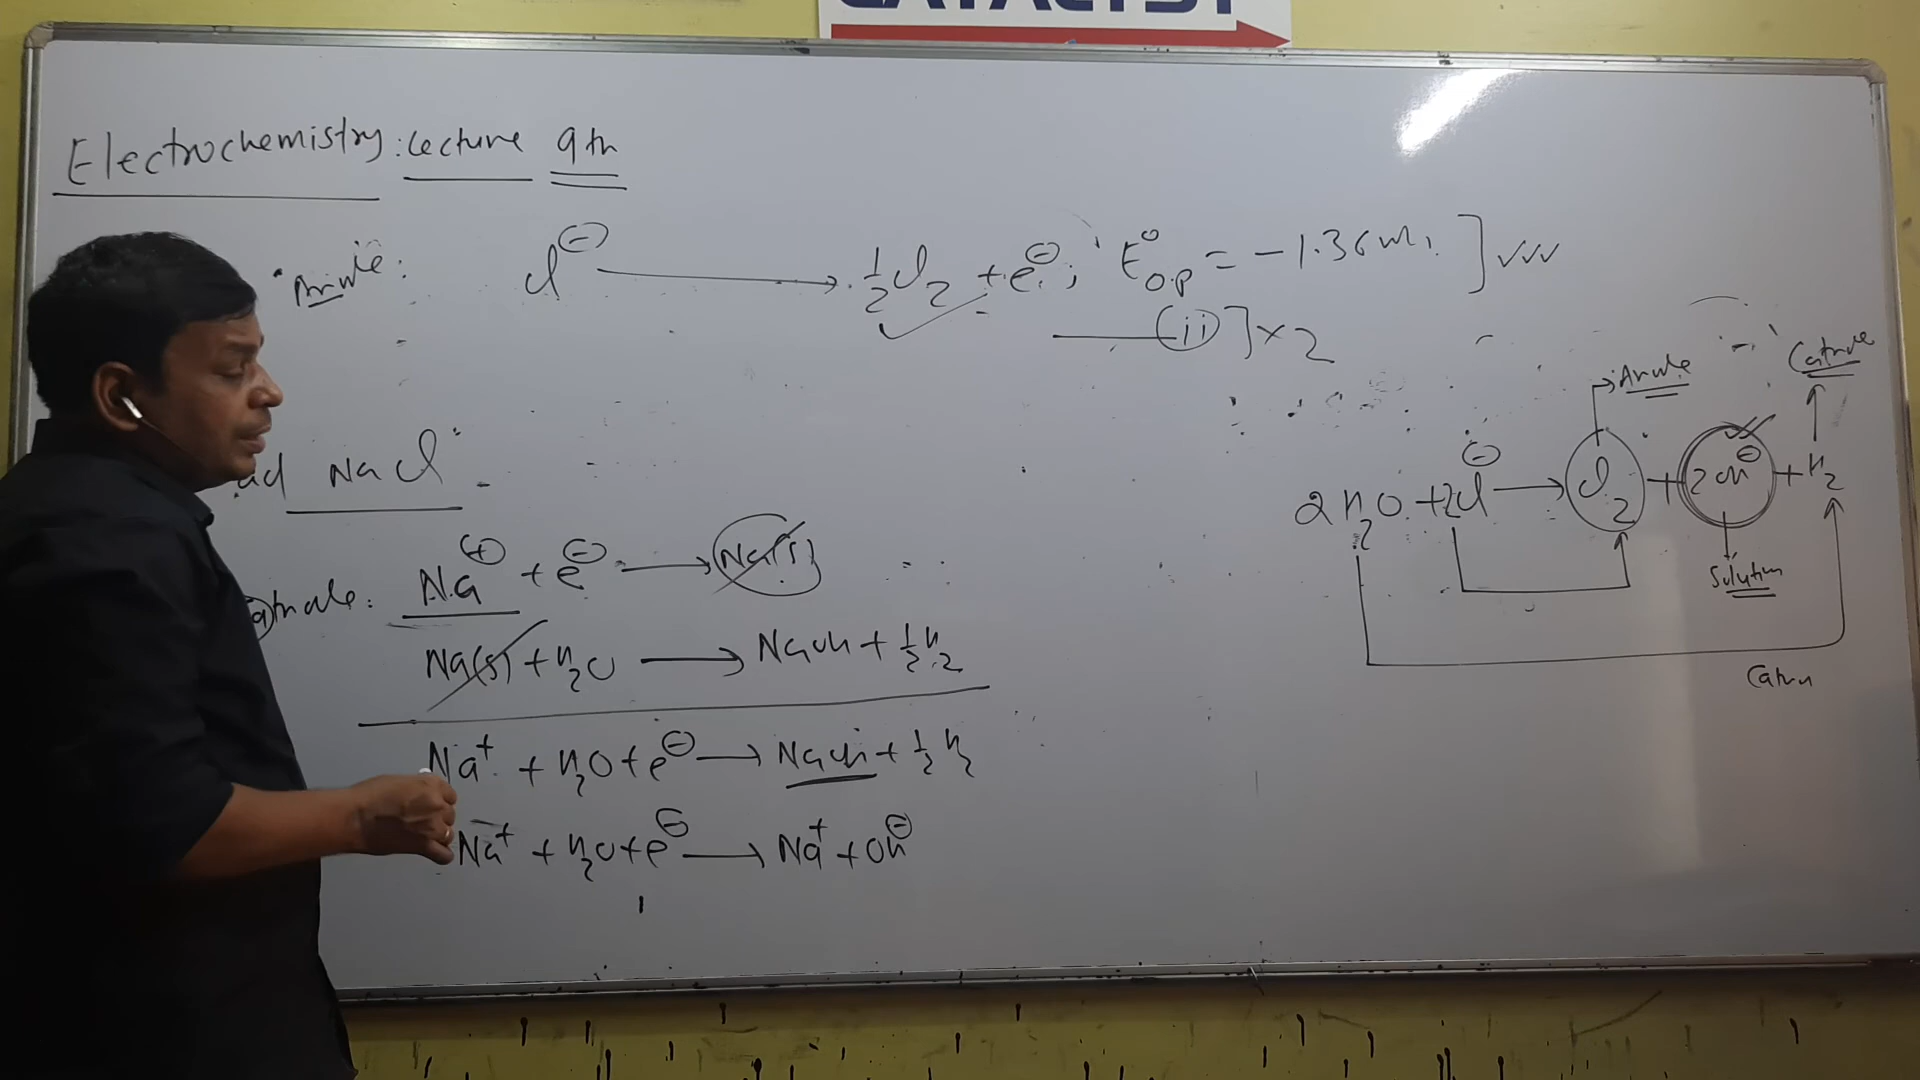 CATALYST
Electrochemistry: Lecture 9th
Anode: Cl⊖ ⟶ ½Cl₂ + e⊖; E°o.p = -1.36 ] ✓✓✓
(ii) ] × 2
NaCl
Na⊕ + e⊖ ⟶ Na(s)
Na(s) + H₂O ⟶ NaOH + ½H₂
Na⁺ + H₂O + e⊖ ⟶ NaOH + ½H₂
Na⁺ + H₂O + e⊖ ⟶ Na⁺ + OH⊖
Anode
Cathode
2H₂O + 2Cl⊖ ⟶ Cl₂ + 2OH⊖ + H₂
Solution